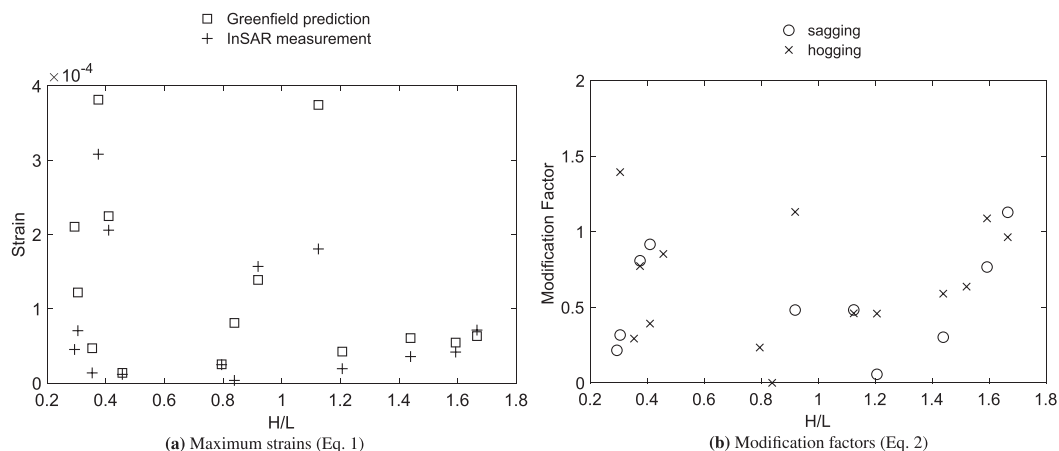 Greenfield prediction
InSAR measurement
×10⁻⁴
4
3
2
1
0
Strain
0.2 0.4 0.6 0.8 1 1.2 1.4 1.6 1.8
H/L
(a) Maximum strains (Eq. 1)
sagging
hogging
2
1.5
1
0.5
0
Modification Factor
0.2 0.4 0.6 0.8 1 1.2 1.4 1.6 1.8
H/L
(b) Modification factors (Eq. 2)